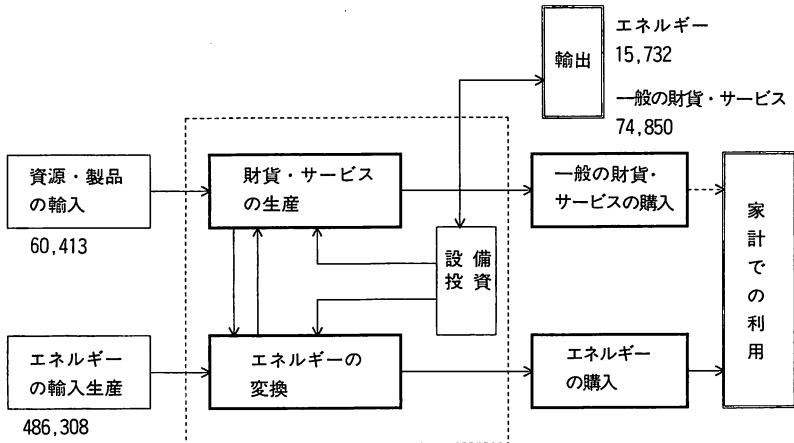 エネルギー
15,732
輸出
一般の財貨・サービス
74,850
資源・製品
の輸入
60,413
財貨・サービス
の生産
一般の財貨・
サービスの購入
設備
投資
家計での利用
エネルギー
の輸入生産
486,308
エネルギーの
変換
エネルギー
の購入